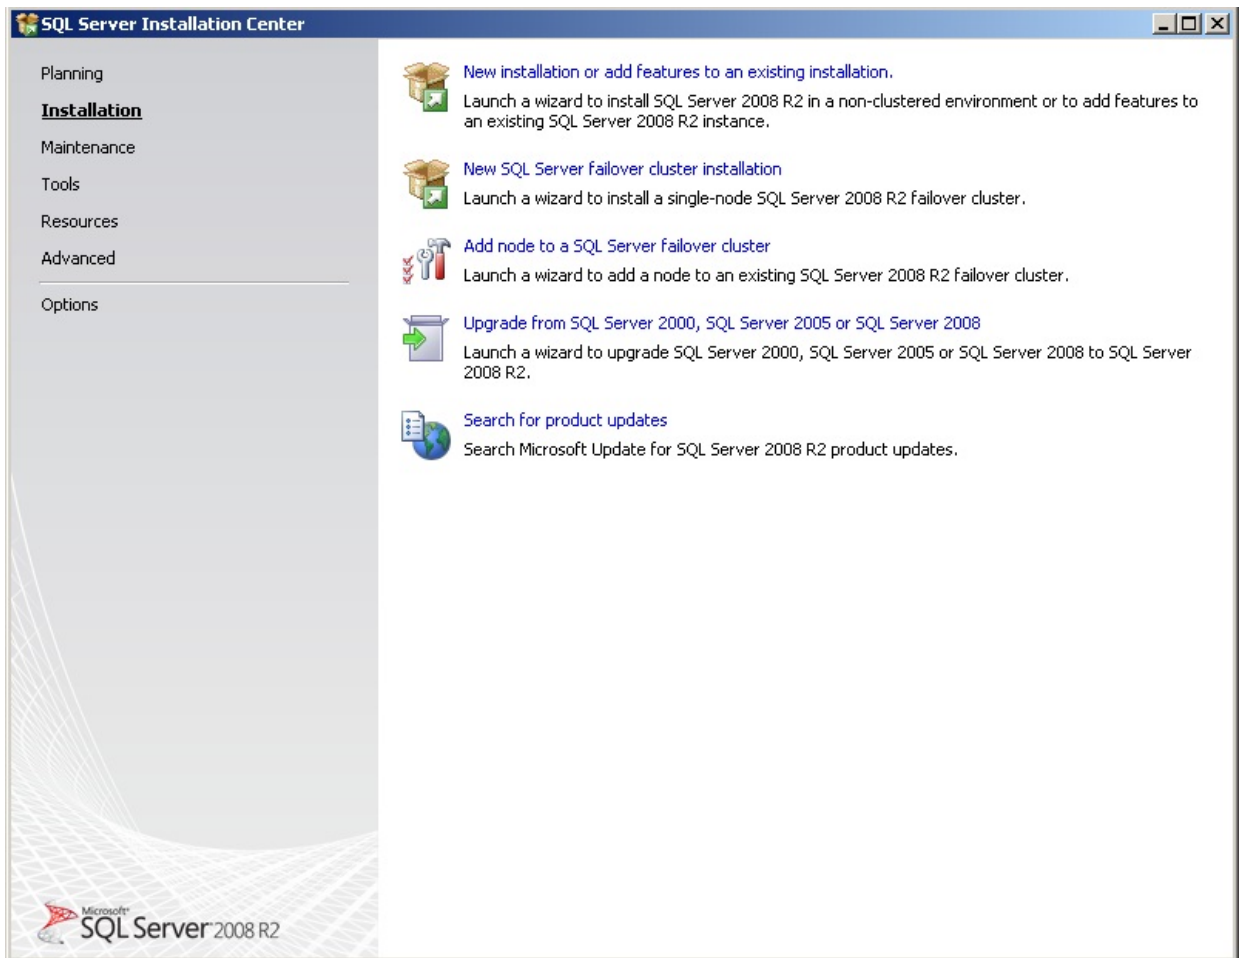 SQL Server Installation Center
Planning
Installation
Maintenance
Tools
Resources
Advanced
Options
New installation or add features to an existing installation.
Launch a wizard to install SQL Server 2008 R2 in a non-clustered environment or to add features to
an existing SQL Server 2008 R2 instance.
New SQL Server failover cluster installation
Launch a wizard to install a single-node SQL Server 2008 R2 failover cluster.
Add node to a SQL Server failover cluster
Launch a wizard to add a node to an existing SQL Server 2008 R2 failover cluster.
Upgrade from SQL Server 2000, SQL Server 2005 or SQL Server 2008
Launch a wizard to upgrade SQL Server 2000, SQL Server 2005 or SQL Server 2008 to SQL Server
2008 R2.
Search for product updates
Search Microsoft Update for SQL Server 2008 R2 product updates.
Microsoft
SQL Server 2008 R2